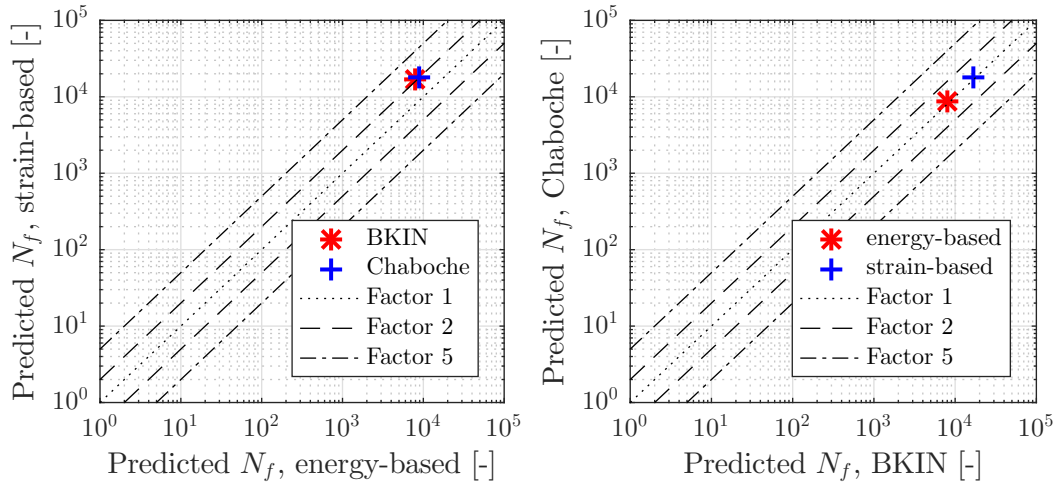 Predicted N_f, strain-based [-]
10^5
10^4
10^3
10^2
10^1
10^0
BKIN
Chaboche
Factor 1
Factor 2
Factor 5
10^0 10^1 10^2 10^3 10^4 10^5
Predicted N_f, energy-based [-]
Predicted N_f, Chaboche [-]
10^5
10^4
10^3
10^2
10^1
10^0
energy-based
strain-based
Factor 1
Factor 2
Factor 5
10^0 10^1 10^2 10^3 10^4 10^5
Predicted N_f, BKIN [-]